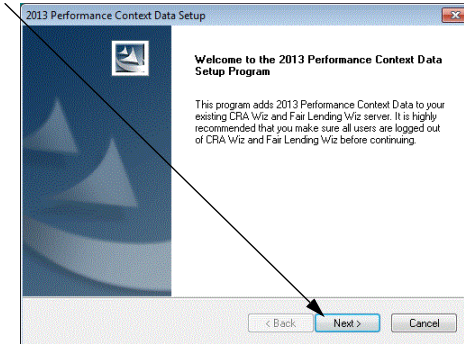 2013 Performance Context Data Setup
Welcome to the 2013 Performance Context Data
Setup Program
This program adds 2013 Performance Context Data to your
existing CRA Wiz and Fair Lending Wiz server. It is highly
recommended that you make sure all users are logged out
of CRA Wiz and Fair Lending Wiz before continuing.
< Back Next > Cancel